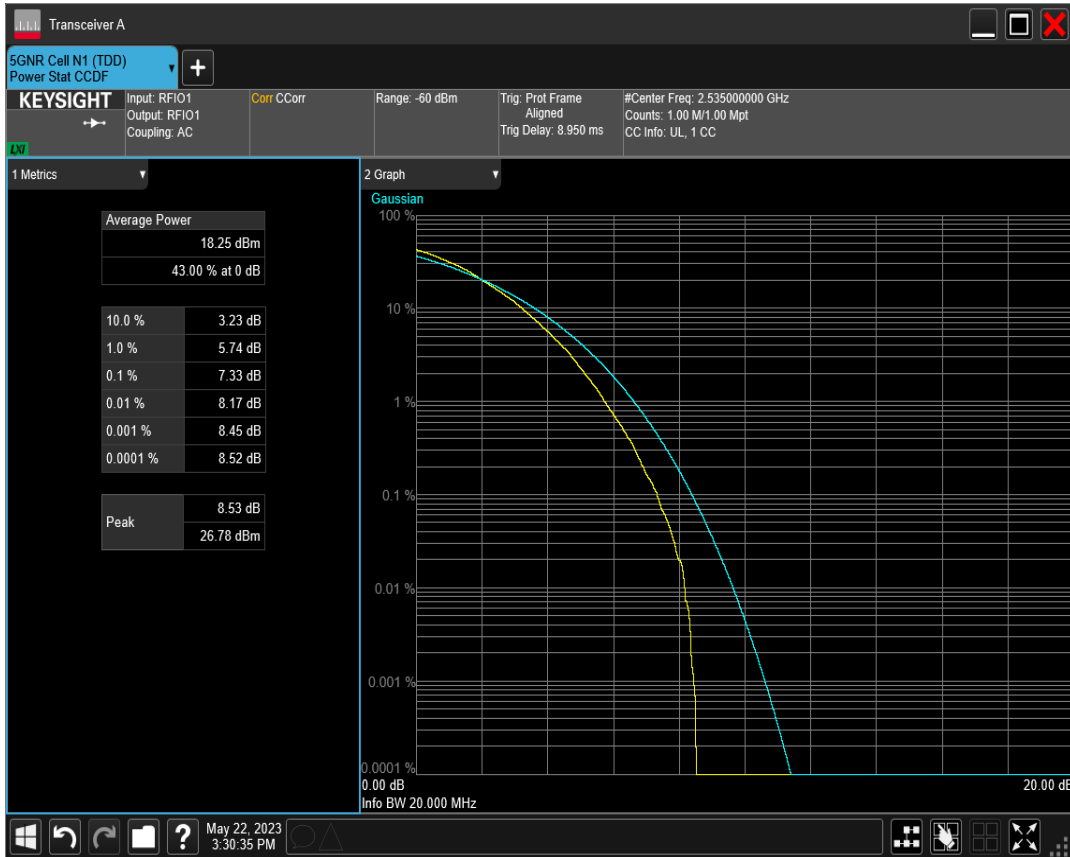 Transceiver A
5GNR Cell N1 (TDD)
Power Stat CCDF
+
KEYSIGHT
LXI
Input: RFIO1
Output: RFIO1
Coupling: AC
Corr CCorr
Range: -60 dBm
Trig: Prot Frame
Aligned
Trig Delay: 8.950 ms
#Center Freq: 2.535000000 GHz
Counts: 1.00 M/1.00 Mpt
CC Info: UL, 1 CC
1 Metrics
Average Power
18.25 dBm
43.00 % at 0 dB
10.0 % 3.23 dB
1.0 % 5.74 dB
0.1 % 7.33 dB
0.01 % 8.17 dB
0.001 % 8.45 dB
0.0001 % 8.52 dB
Peak
8.53 dB
26.78 dBm
2 Graph
Gaussian
100 %
10 %
1 %
0.1 %
0.01 %
0.001 %
0.0001 %
0.00 dB 20.00 dB
Info BW 20.000 MHz
?
May 22, 2023
3:30:35 PM